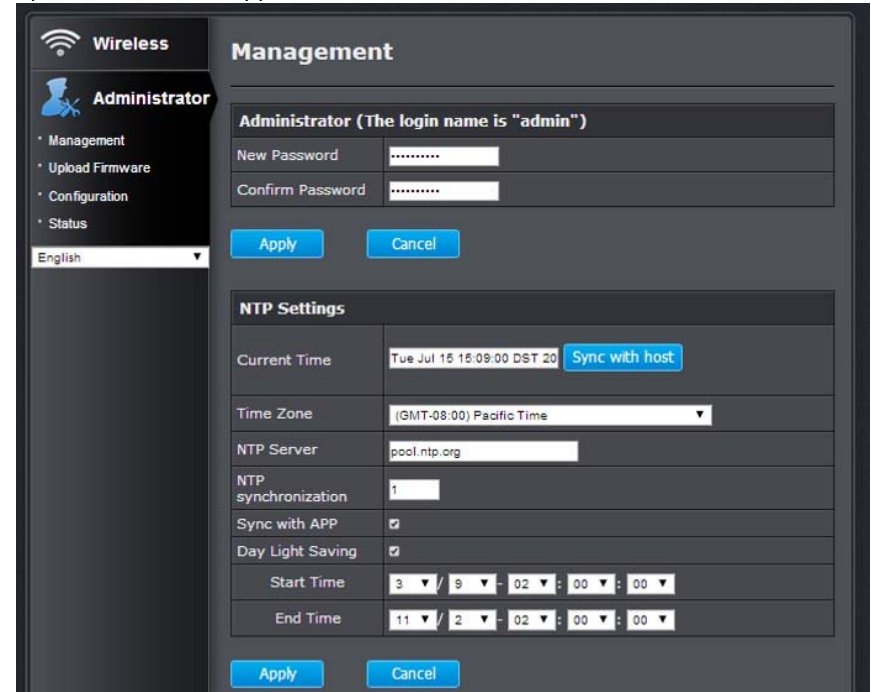 Wireless
Administrator
Management
Upload Firmware
Configuration
Status
English
Management
Administrator (The login name is "admin")
New Password ••••••••••
Confirm Password ••••••••••
Apply Cancel
NTP Settings
Current Time Tue Jul 15 15:09:00 DST 20 Sync with host
Time Zone (GMT-08:00) Pacific Time
NTP Server pool.ntp.org
NTP
synchronization 1
Sync with APP
Day Light Saving
Start Time 3 / 9 - 02 : 00 : 00
End Time 11 / 2 - 02 : 00 : 00
Apply Cancel